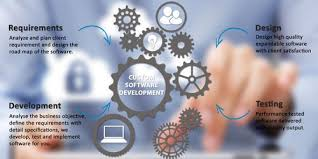 Requirements
Analyze and plan client
requirement and design the
road map of the software.
Design
Design high quality
expandable software
with client satisfaction
CUSTOM
SOFTWARE
DEVELOPMENT
Development
Analyze the business objective,
define the requirements with
detail specifications, we
develop, test and implement
software for you.
Testing
Performance tested
software delivered
with quality output